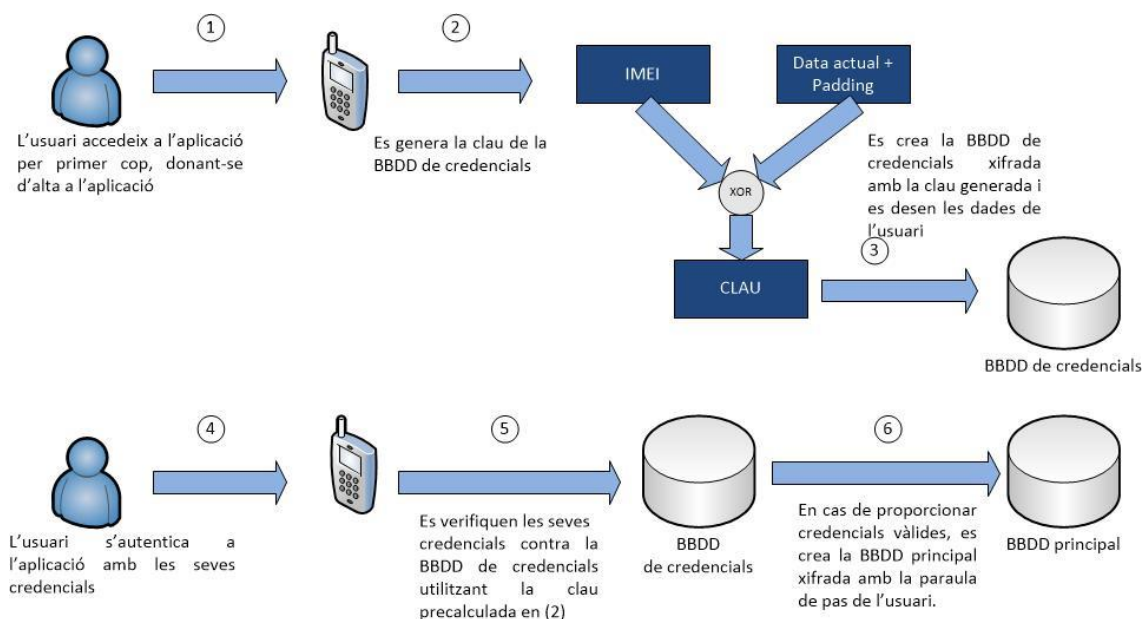 1
2
IMEI
Data actual +
Padding
L'usuari accedeix a l'aplicació
per primer cop, donant-se
d'alta a l'aplicació
Es genera la clau de la
BBDD de credencials
Es crea la BBDD de
credencials xifrada
amb la clau generada i
es desen les dades de
l'usuari
XOR
3
CLAU
BBDD de credencials
4
5
6
L'usuari s'autentica a
l'aplicació amb les seves
credencials
Es verifiquen les seves
credencials contra la
BBDD de credencials
utilitzant la clau
precalculada en (2)
BBDD
de credencials
En cas de proporcionar
credencials vàlides, es
crea la BBDD principal
xifrada amb la paraula
de pas de l'usuari.
BBDD principal